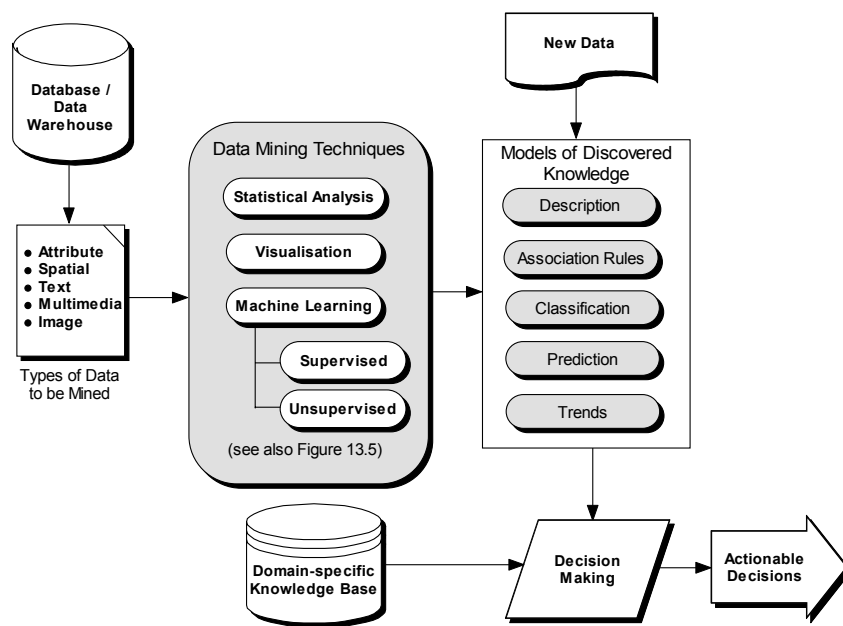 New Data
Database /
Data
Warehouse
Data Mining Techniques
Statistical Analysis
Visualisation
Machine Learning
Supervised
Unsupervised
(see also Figure 13.5)
Models of Discovered
Knowledge
Description
Association Rules
Classification
Prediction
Trends
● Attribute
● Spatial
● Text
● Multimedia
● Image
Types of Data
to be Mined
Domain-specific
Knowledge Base
Decision
Making
Actionable
Decisions